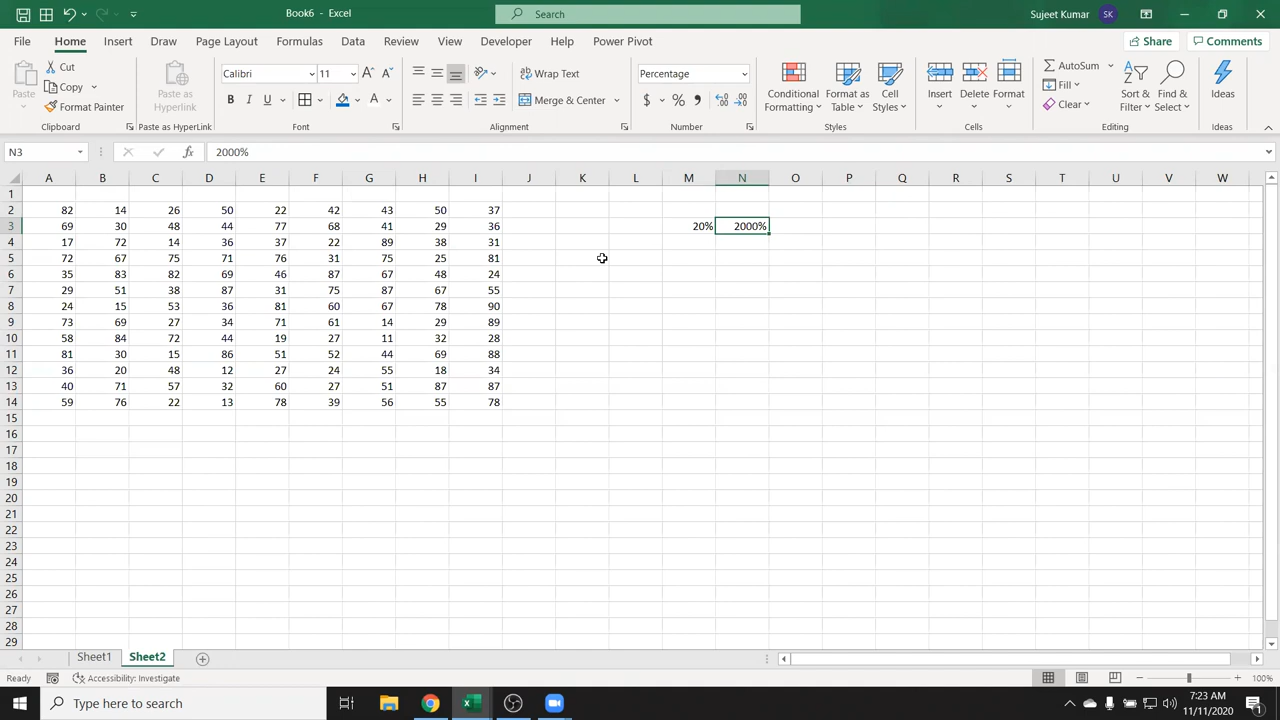 Book6 - Excel
Search
Sujeet Kumar
SK
File Home Insert Draw Page Layout Formulas Data Review View Developer Help Power Pivot
Share Comments
Paste
Cut
Copy
Format Painter
Clipboard
Paste as
Hyperlink
Paste as HyperLink
Calibri 11
B I U
Font
Wrap Text
Merge & Center
Alignment
Percentage
$ % ,
Number
Conditional
Formatting
Format as
Table
Cell
Styles
Styles
Insert Delete Format
Cells
AutoSum
Fill
Clear
Sort &
Filter
Find &
Select
Editing
Ideas
Ideas
N3 fx 2000%
A B C D E F G H I J K L M N O P Q R S T U V W
1
2 82 14 26 50 22 42 43 50 37
3 69 30 48 44 77 68 41 29 36 20% 2000%
4 17 72 14 36 37 22 89 38 31
5 72 67 75 71 76 31 75 25 81
6 35 83 82 69 46 87 67 48 24
7 29 51 38 87 31 75 87 67 55
8 24 15 53 36 81 60 67 78 90
9 73 69 27 34 71 61 14 29 89
10 58 84 72 44 19 27 11 32 28
11 81 30 15 86 51 52 44 69 88
12 36 20 48 12 27 24 55 18 34
13 40 71 57 32 60 27 51 87 87
14 59 76 22 13 78 39 56 55 78
15
16
17
18
19
20
21
22
23
24
25
26
27
28
29
Sheet1 Sheet2
Ready Accessibility: Investigate 100%
Type here to search
7:23 AM
11/11/2020